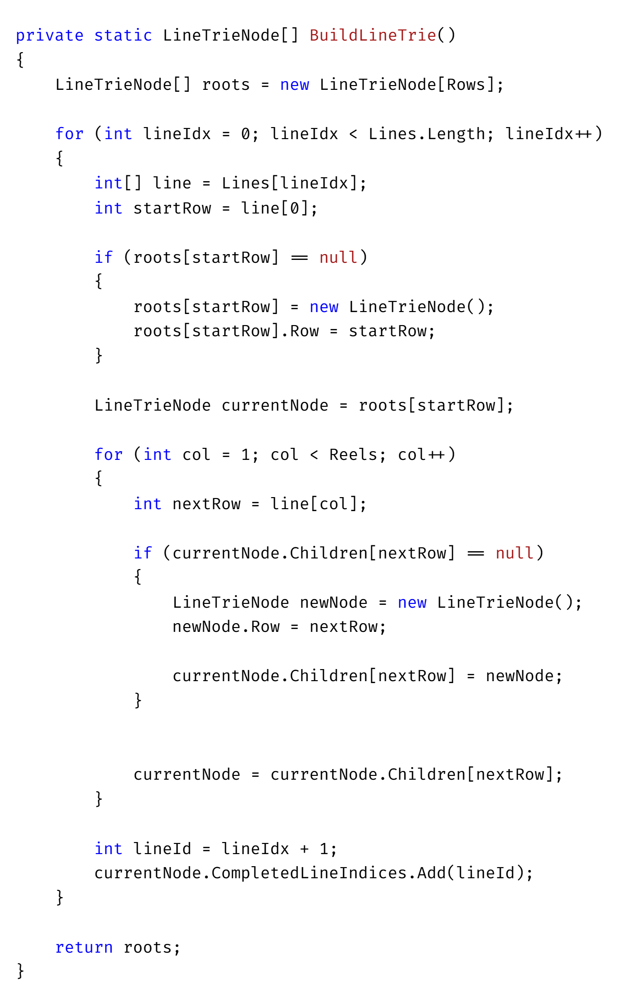 private static LineTrieNode[] BuildLineTrie()
{
    LineTrieNode[] roots = new LineTrieNode[Rows];

    for (int lineIdx = 0; lineIdx < Lines.Length; lineIdx++)
    {
        int[] line = Lines[lineIdx];
        int startRow = line[0];

        if (roots[startRow] == null)
        {
            roots[startRow] = new LineTrieNode();
            roots[startRow].Row = startRow;
        }

        LineTrieNode currentNode = roots[startRow];

        for (int col = 1; col < Reels; col++)
        {
            int nextRow = line[col];

            if (currentNode.Children[nextRow] == null)
            {
                LineTrieNode newNode = new LineTrieNode();
                newNode.Row = nextRow;

                currentNode.Children[nextRow] = newNode;
            }


            currentNode = currentNode.Children[nextRow];
        }

        int lineId = lineIdx + 1;
        currentNode.CompletedLineIndices.Add(lineId);
    }

    return roots;
}